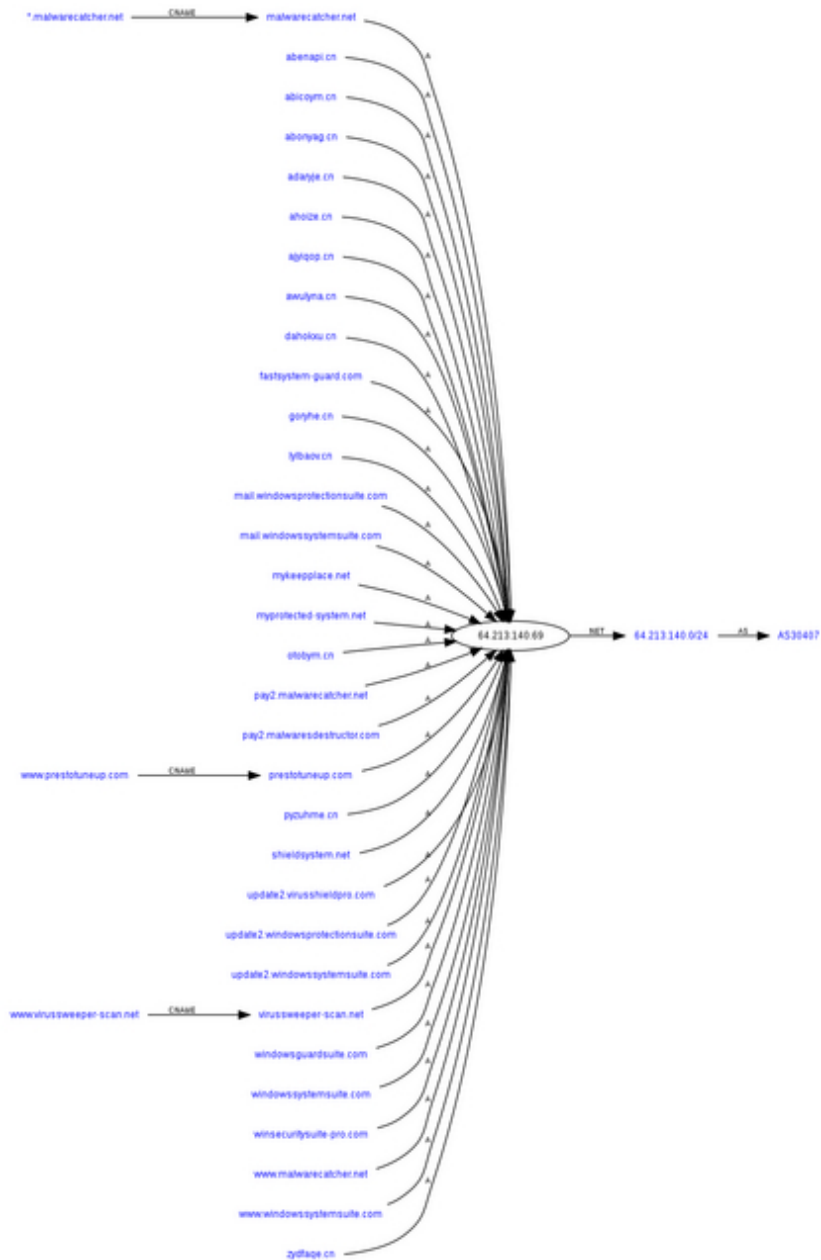 *.malwarecatcher.net CNAME malwarecatcher.net
A
abenapi.cn
A
abicoym.cn
A
abonyag.cn
A
adaryje.cn
A
ahoize.cn
A
ajyiqop.cn
A
awulyna.cn
A
dahokxu.cn
A
fastsystem-guard.com
A
goryhe.cn
A
lylbaov.cn
A
mail.windowsprotectionsuite.com
A
mail.windowssystemsuite.com
A
mykeepplace.net
A
myprotected-system.net
A
64.213.140.69 NET 64.213.140.0/24 AS AS30407
otobym.cn
A
pay2.malwarecatcher.net
A
pay2.malwaresdestructor.com
A
www.prestotuneup.com CNAME prestotuneup.com
A
pyzuhme.cn
A
shieldsystem.net
A
update2.virusshieldpro.com
A
update2.windowsprotectionsuite.com
A
update2.windowssystemsuite.com
A
www.virussweeper-scan.net CNAME virussweeper-scan.net
A
windowsguardsuite.com
A
windowssystemsuite.com
A
winsecuritysuite-pro.com
A
www.malwarecatcher.net
A
www.windowssystemsuite.com
A
zydfaqe.cn